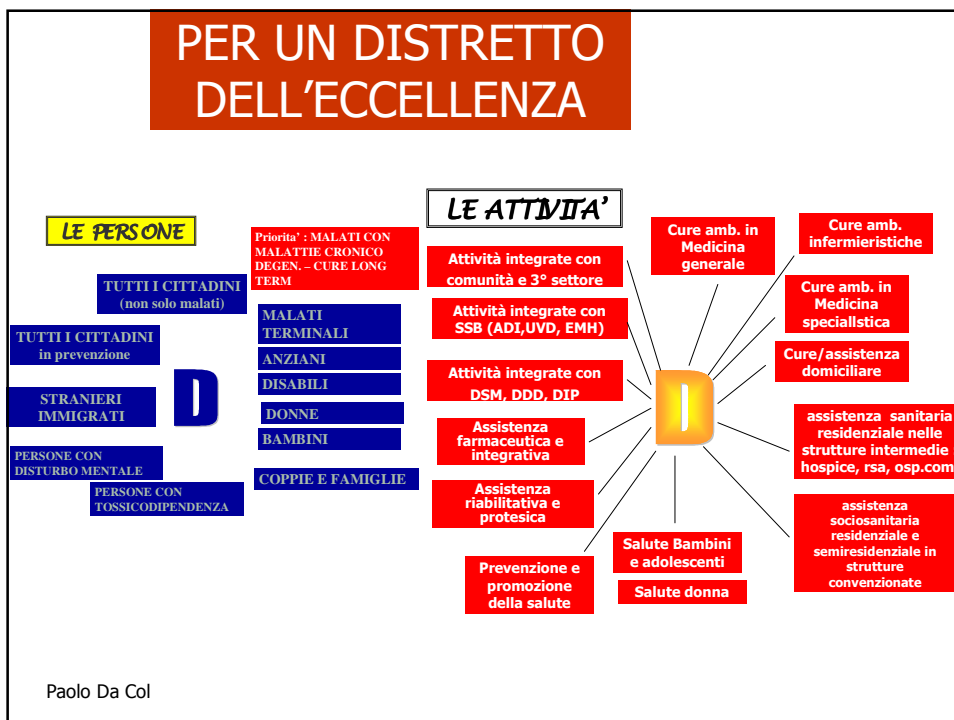 PER UN DISTRETTO
DELL'ECCELLENZA
LE PERSONE
TUTTI I CITTADINI
(non solo malati)
TUTTI I CITTADINI
in prevenzione
STRANIERI
IMMIGRATI
PERSONE CON
DISTURBO MENTALE
PERSONE CON
TOSSICODIPENDENZA
D
Priorita' : MALATI CON
MALATTIE CRONICO
DEGEN. – CURE LONG
TERM
MALATI
TERMINALI
ANZIANI
DISABILI
DONNE
BAMBINI
COPPIE E FAMIGLIE
LE ATTIVITA'
Attività integrate con
comunità e 3° settore
Attività integrate con
SSB (ADI,UVD, EMH)
Attività integrate con
DSM, DDD, DIP
Assistenza
farmaceutica e
integrativa
Assistenza
riabilitativa e
protesica
Prevenzione e
promozione
della salute
D
Cure amb. in
Medicina
generale
Cure amb.
infermieristiche
Cure amb. in
Medicina
specialIstica
Cure/assistenza
domiciliare
assistenza sanitaria
residenziale nelle
strutture intermedie :
hospice, rsa, osp.com
assistenza
sociosanitaria
residenziale e
semiresidenziale in
strutture
convenzionate
Salute Bambini
e adolescenti
Salute donna
Paolo Da Col